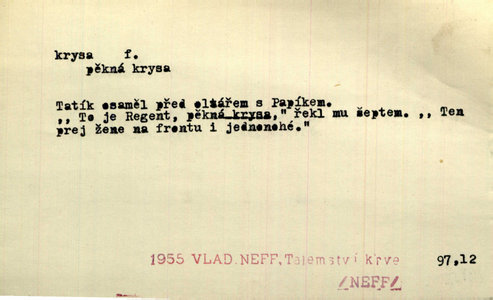 krysa f.
pěkná krysa
Tatík osaměl před oltářem s Papíkem.
,, To je Regent, pěkná krysa," řekl mu šeptem. ,, Ten
prej žene na frontu i jednonohé."
1955 VLAD. NEFF, Tajemství krve 97,12
/NEFF/